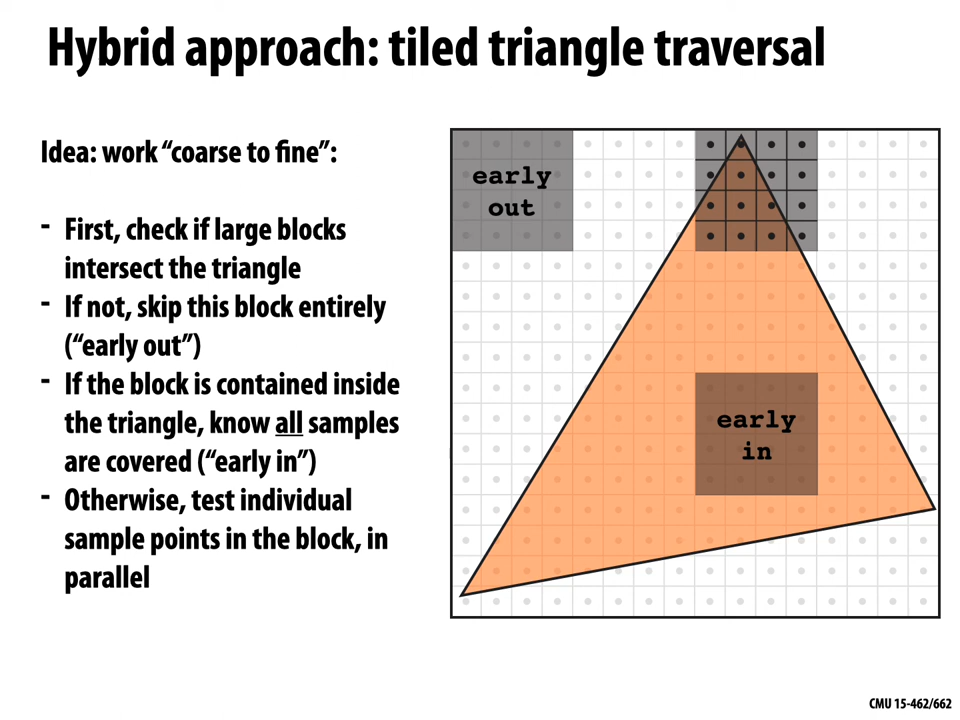 Hybrid approach: tiled triangle traversal
Idea: work “coarse to fine”:
- First, check if large blocks
intersect the triangle
- If not, skip this block entirely
(“early out”)
- If the block is contained inside
the triangle, know all samples
are covered (“early in”)
- Otherwise, test individual
sample points in the block, in
parallel
early
out
early
in
CMU 15-462/662